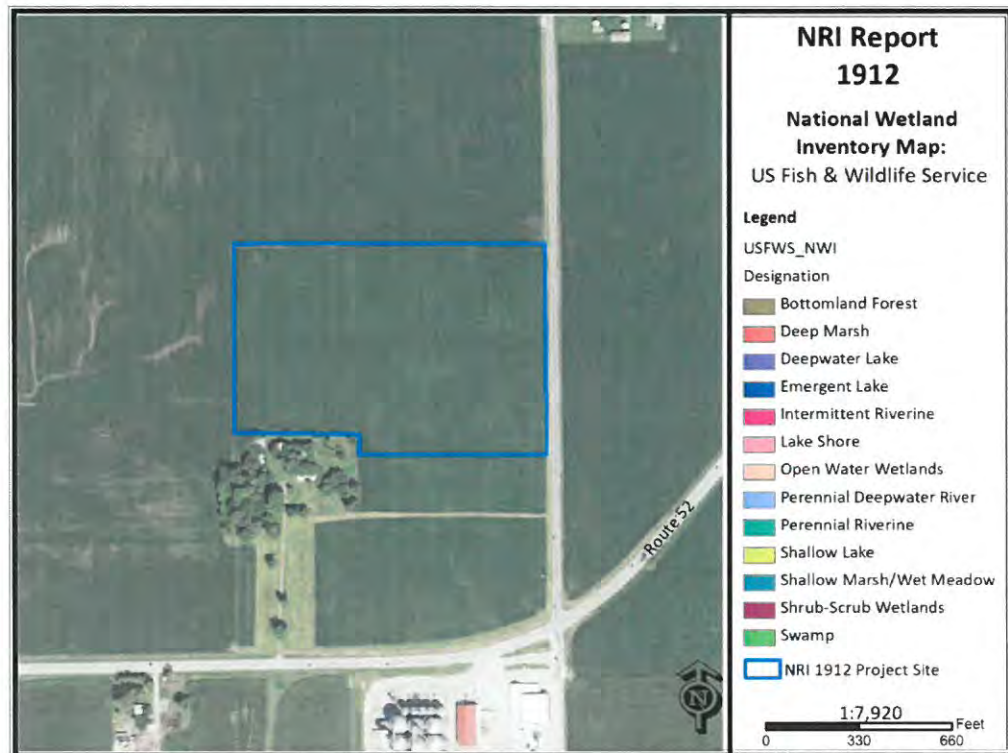 NRI Report
1912
National Wetland
Inventory Map:
US Fish & Wildlife Service
Legend
USFWS_NWI
Designation
Bottomland Forest
Deep Marsh
Deepwater Lake
Emergent Lake
Intermittent Riverine
Lake Shore
Open Water Wetlands
Perennial Deepwater River
Perennial Riverine
Shallow Lake
Shallow Marsh/Wet Meadow
Shrub-Scrub Wetlands
Swamp
NRI 1912 Project Site
1:7,920
Feet
0 330 660
Route 52
N